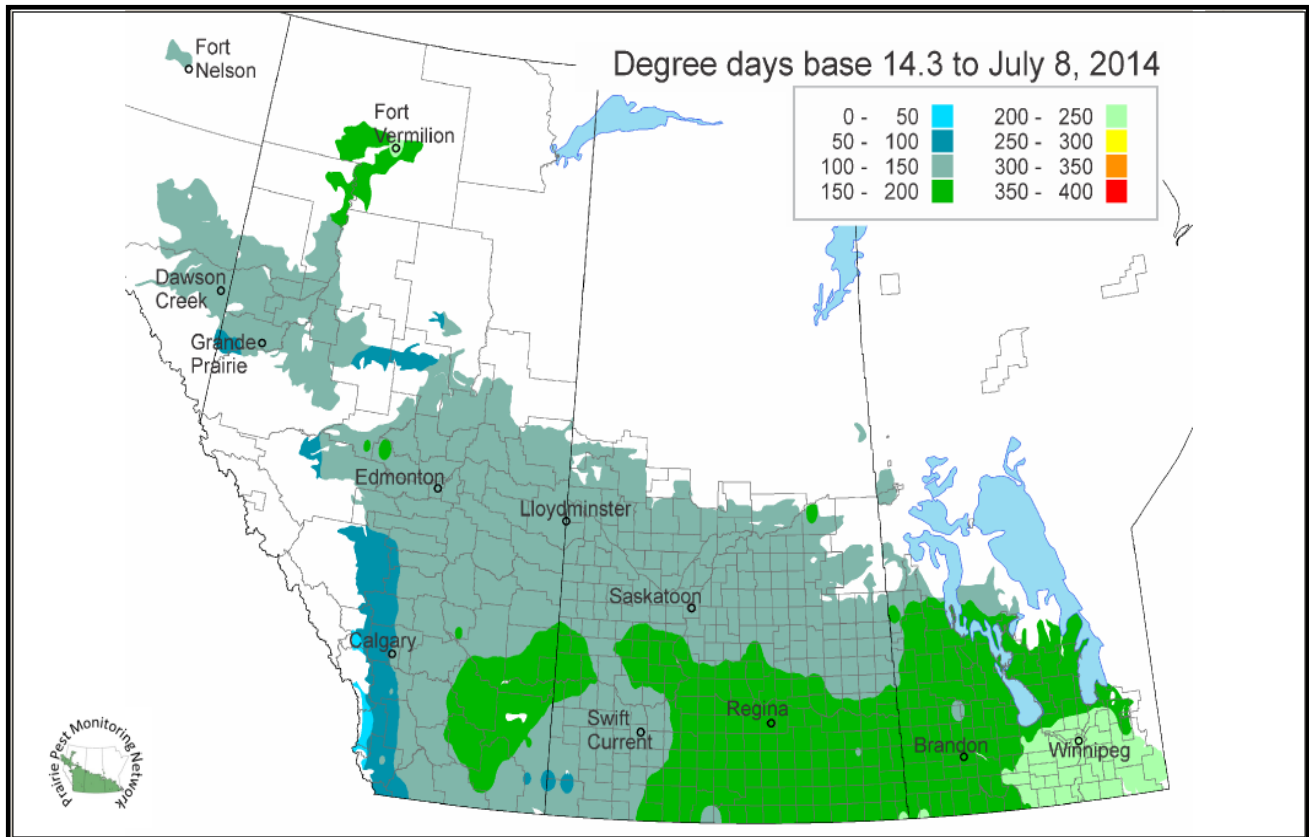 Fort
Nelson
Degree days base 14.3 to July 8, 2014
0 - 50
50 - 100
100 - 150
150 - 200
200 - 250
250 - 300
300 - 350
350 - 400
Fort
Vermilion
Dawson
Creek
Grande
Prairie
Edmonton
Lloydminster
Saskatoon
Calgary
Swift
Current
Regina
Brandon
Winnipeg
Prairie Pest Monitoring Network